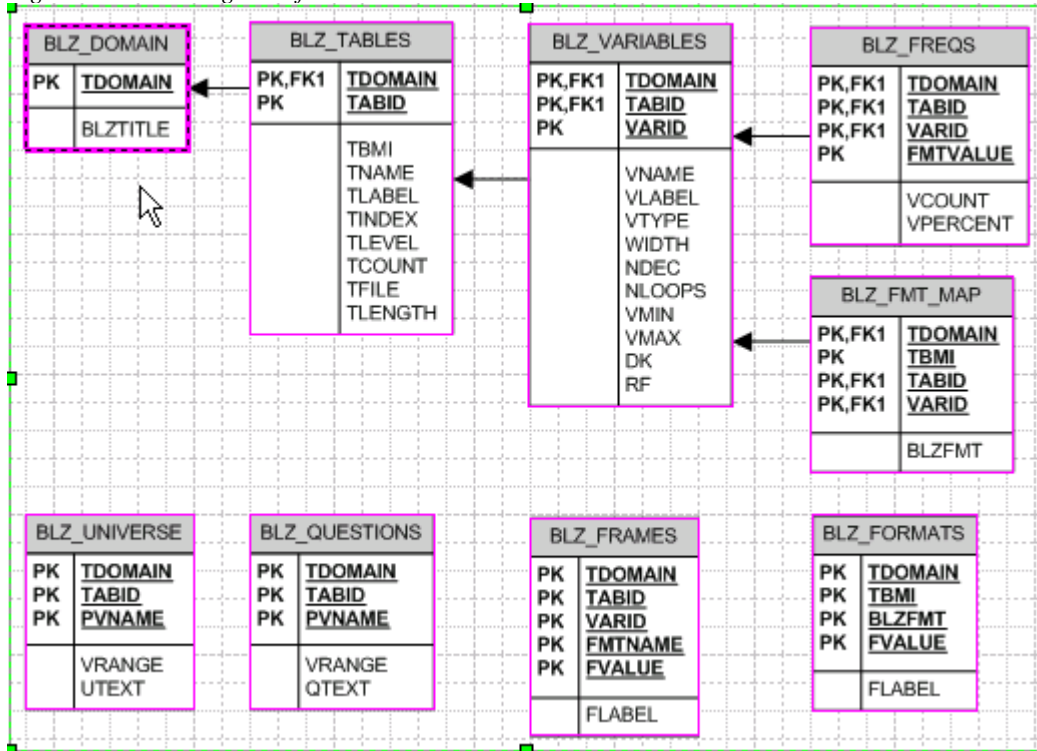 BLZ_DOMAIN
PK TDOMAIN
BLZTITLE
BLZ_TABLES
PK,FK1 TDOMAIN
PK TABID
TBMI
TNAME
TLABEL
TINDEX
TLEVEL
TCOUNT
TFILE
TLENGTH
BLZ_VARIABLES
PK,FK1 TDOMAIN
PK,FK1 TABID
PK VARID
VNAME
VLABEL
VTYPE
WIDTH
NDEC
NLOOPS
VMIN
VMAX
DK
RF
BLZ_FREQS
PK,FK1 TDOMAIN
PK,FK1 TABID
PK,FK1 VARID
PK FMTVALUE
VCOUNT
VPERCENT
BLZ_FMT_MAP
PK,FK1 TDOMAIN
PK TBMI
PK,FK1 TABID
PK,FK1 VARID
BLZFMT
BLZ_UNIVERSE
PK TDOMAIN
PK TABID
PK PVNAME
VRANGE
UTEXT
BLZ_QUESTIONS
PK TDOMAIN
PK TABID
PK PVNAME
VRANGE
QTEXT
BLZ_FRAMES
PK TDOMAIN
PK TABID
PK VARID
PK FMTNAME
PK FVALUE
FLABEL
BLZ_FORMATS
PK TDOMAIN
PK TBMI
PK BLZFMT
PK FVALUE
FLABEL